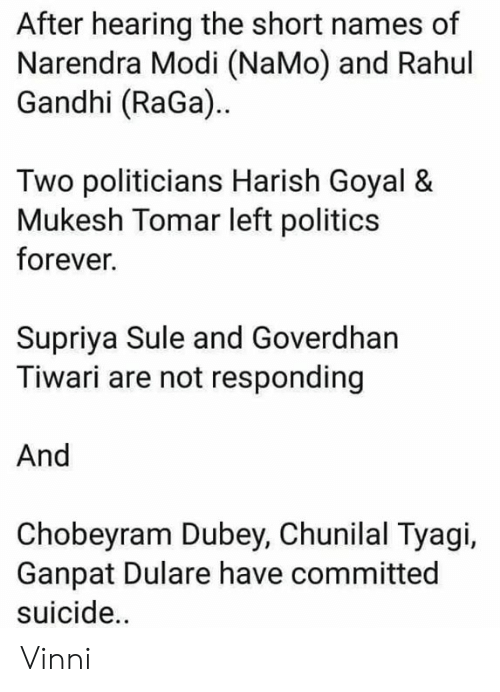 After hearing the short names of
Narendra Modi (NaMo) and Rahul
Gandhi (RaGa)..
Two politicians Harish Goyal &
Mukesh Tomar left politics
forever.
Supriya Sule and Goverdhan
Tiwari are not responding
And
Chobeyram Dubey, Chunilal Tyagi,
Ganpat Dulare have committed
suicide..
Vinni